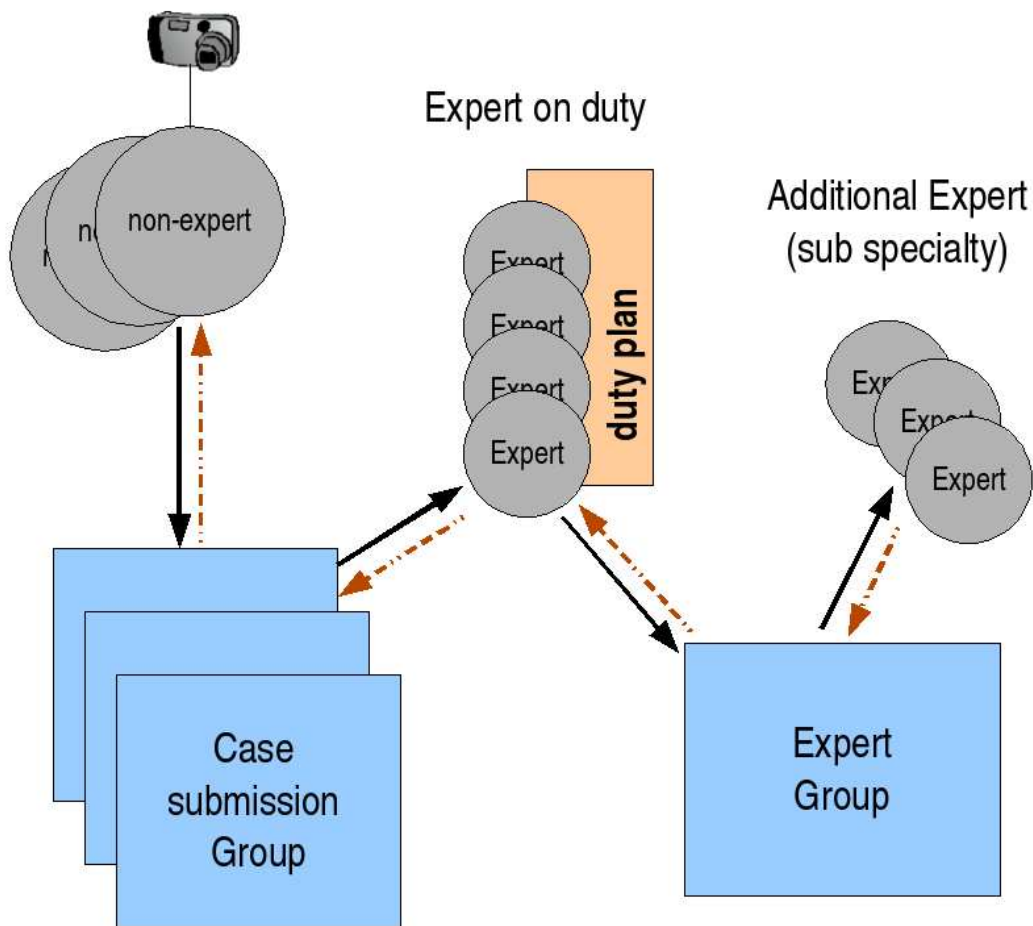 Expert on duty
Additional Expert
(sub specialty)
non-expert
Expert
Expert
Expert
Expert
duty plan
Expert
Expert
Case
submission
Group
Expert
Group